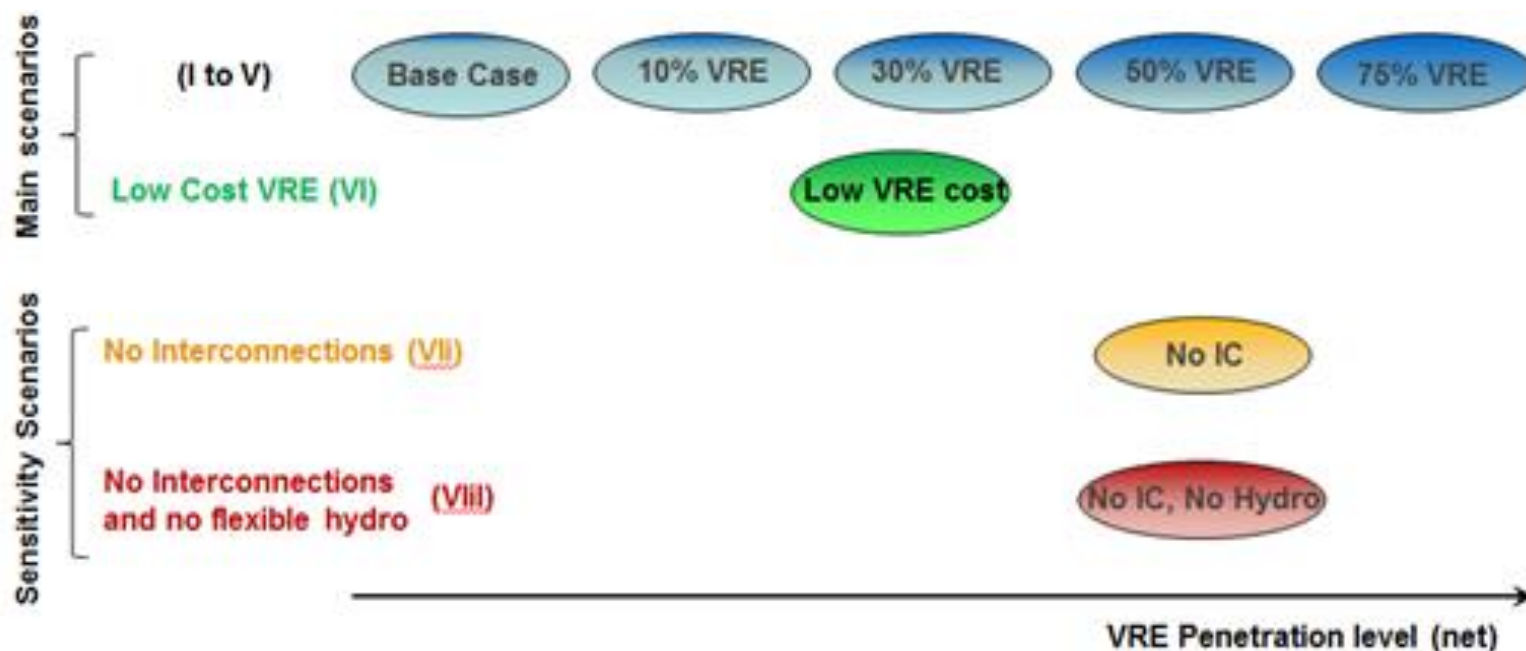 Main scenarios
(I to V)
Base Case
10% VRE
30% VRE
50% VRE
75% VRE
Low Cost VRE (VI)
Low VRE cost
Sensitivity Scenarios
No Interconnections (VIi)
No IC
No Interconnections
and no flexible hydro
(VIiI)
No IC, No Hydro
VRE Penetration level (net)